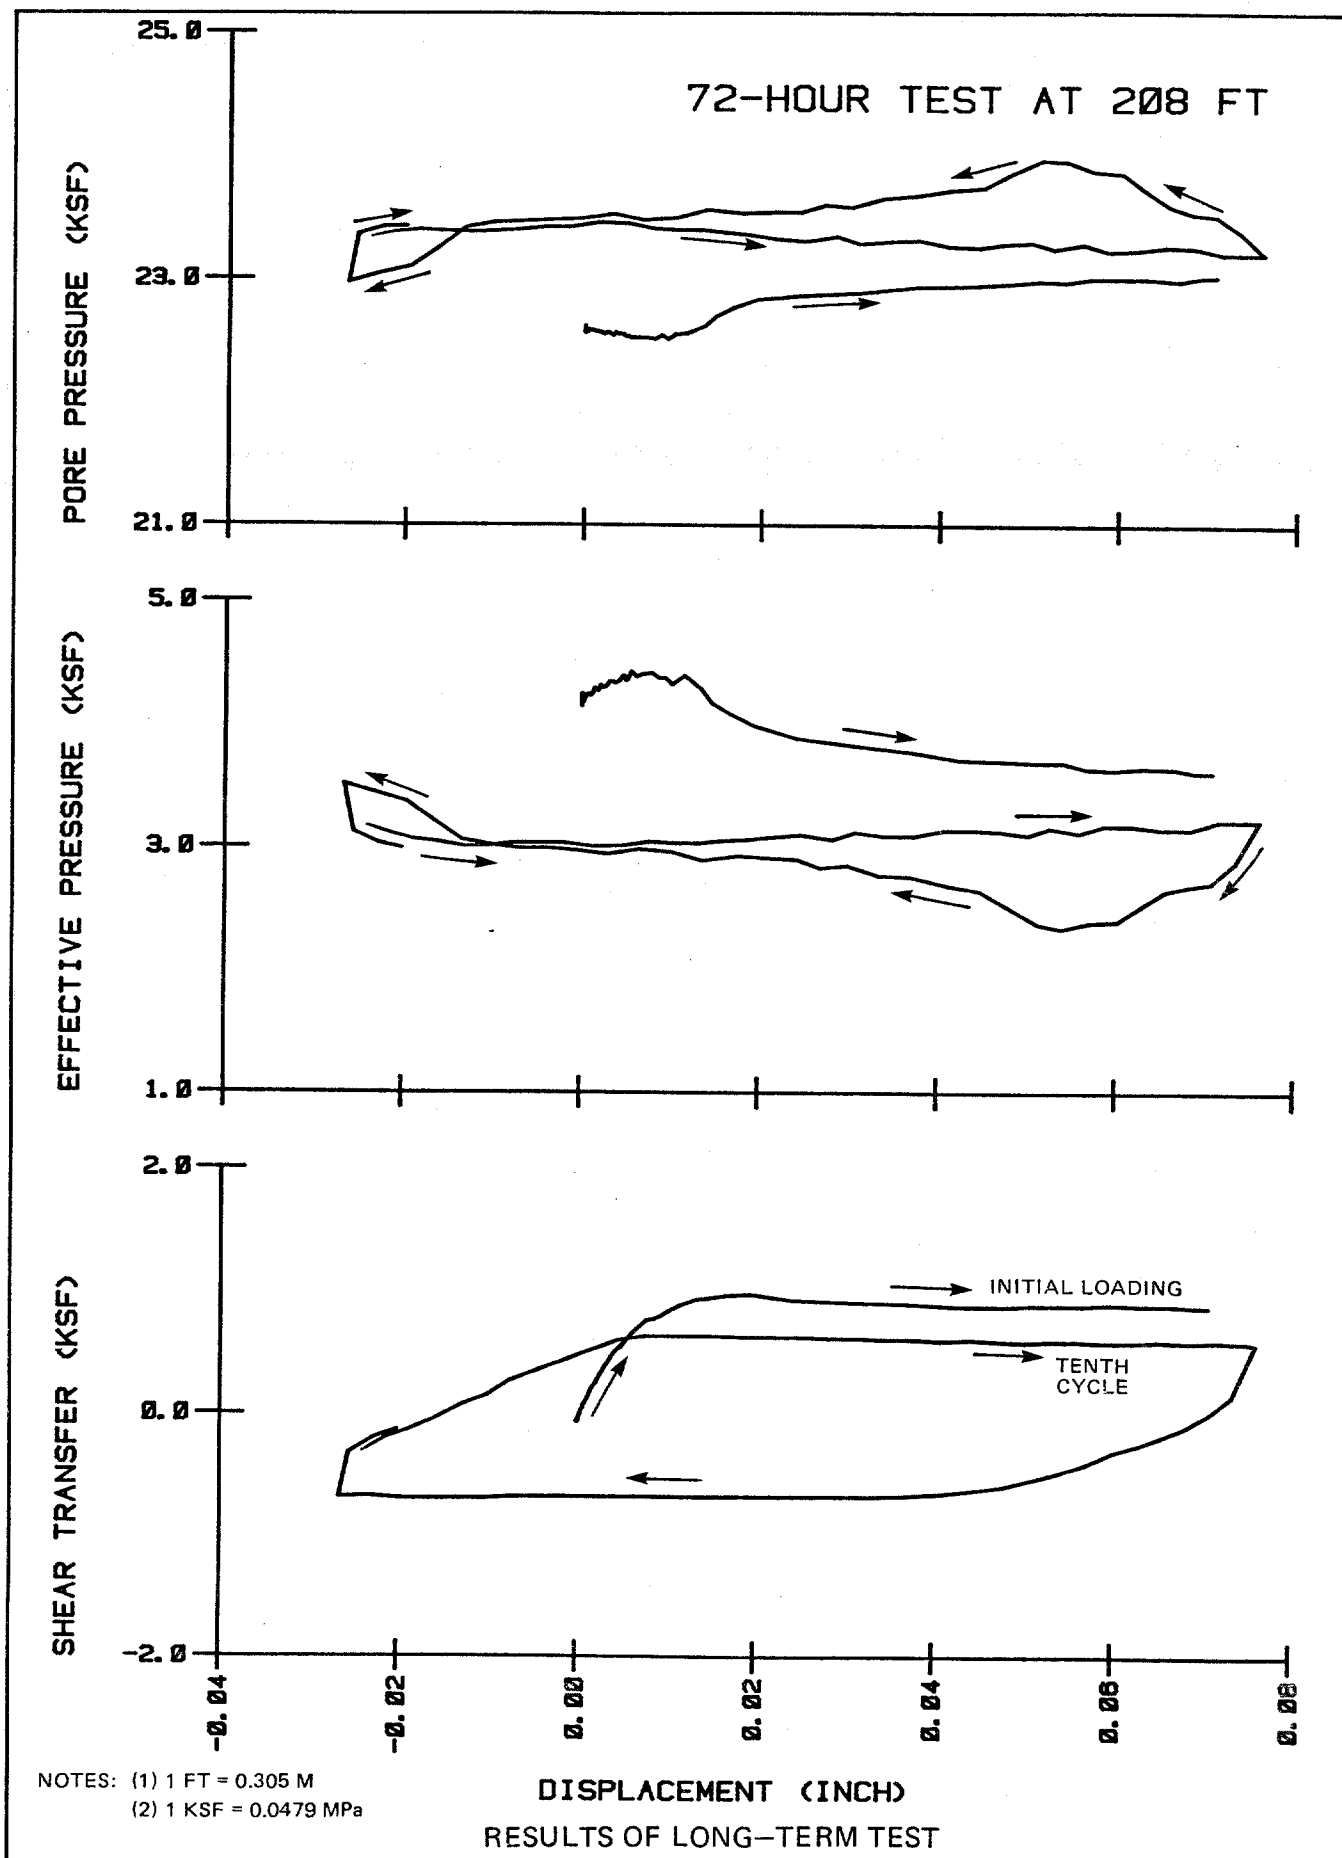 72-HOUR TEST AT 208 FT
PORE PRESSURE (KSF)
25.0
23.0
21.0
EFFECTIVE PRESSURE (KSF)
5.0
3.0
1.0
SHEAR TRANSFER (KSF)
2.0
0.0
-2.0
INITIAL LOADING
TENTH
CYCLE
-0.04
-0.02
0.00
0.02
0.04
0.06
0.08
DISPLACEMENT (INCH)
NOTES: (1) 1 FT = 0.305 M
(2) 1 KSF = 0.0479 MPa
RESULTS OF LONG-TERM TEST